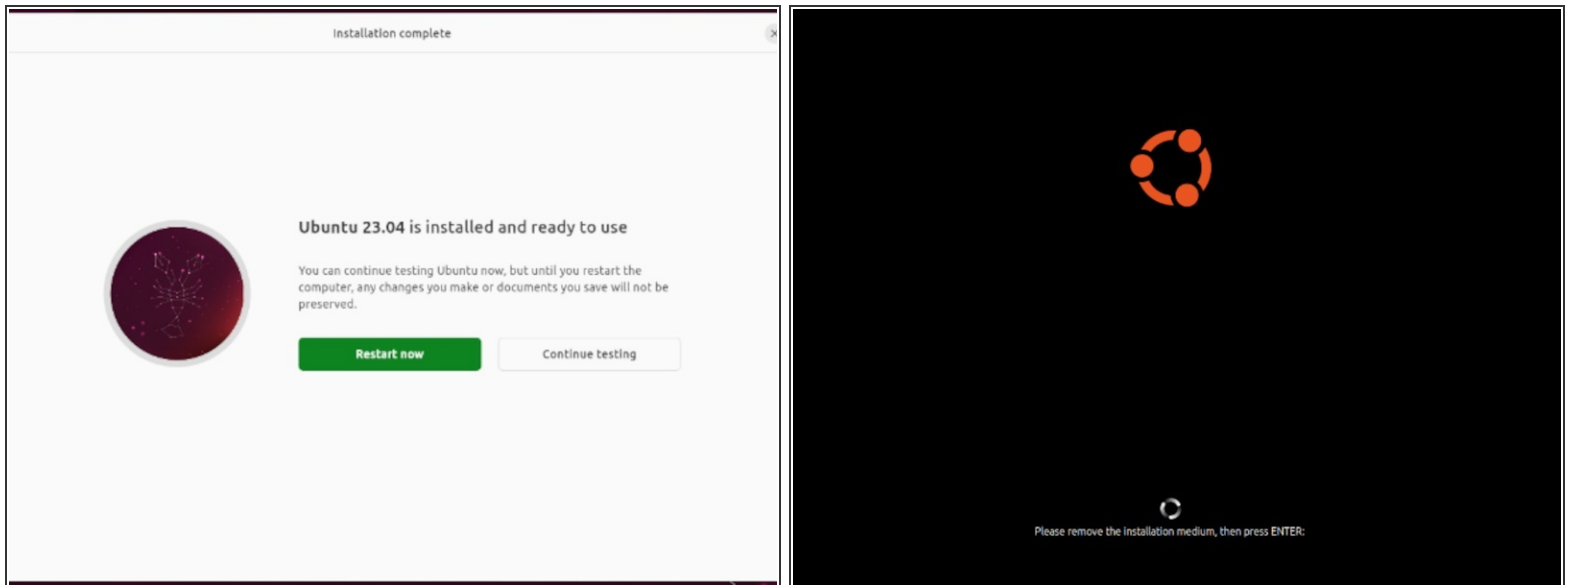 Installation complete
Ubuntu 23.04 is installed and ready to use
You can continue testing Ubuntu now, but until you restart the
computer, any changes you make or documents you save will not be
preserved.
Restart now
Continue testing
Please remove the installation medium, then press ENTER: